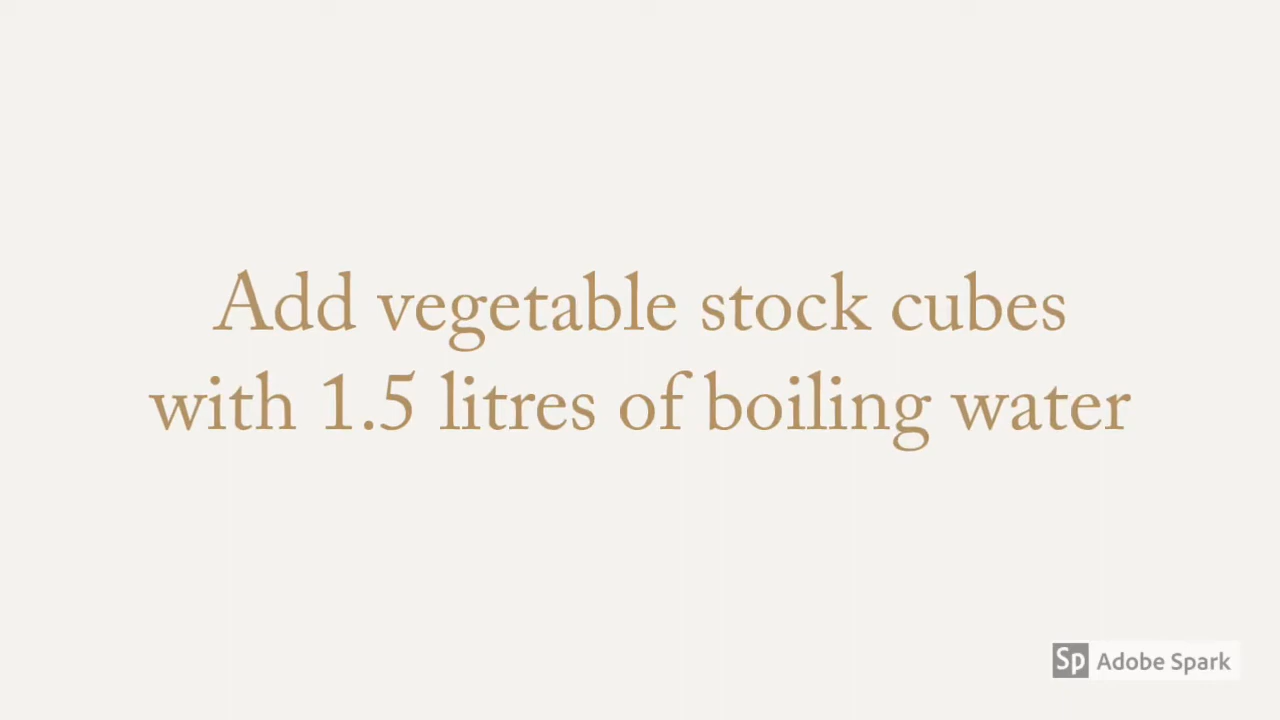 Add vegetable stock cubes
with 1.5 litres of boiling water
Sp Adobe Spark